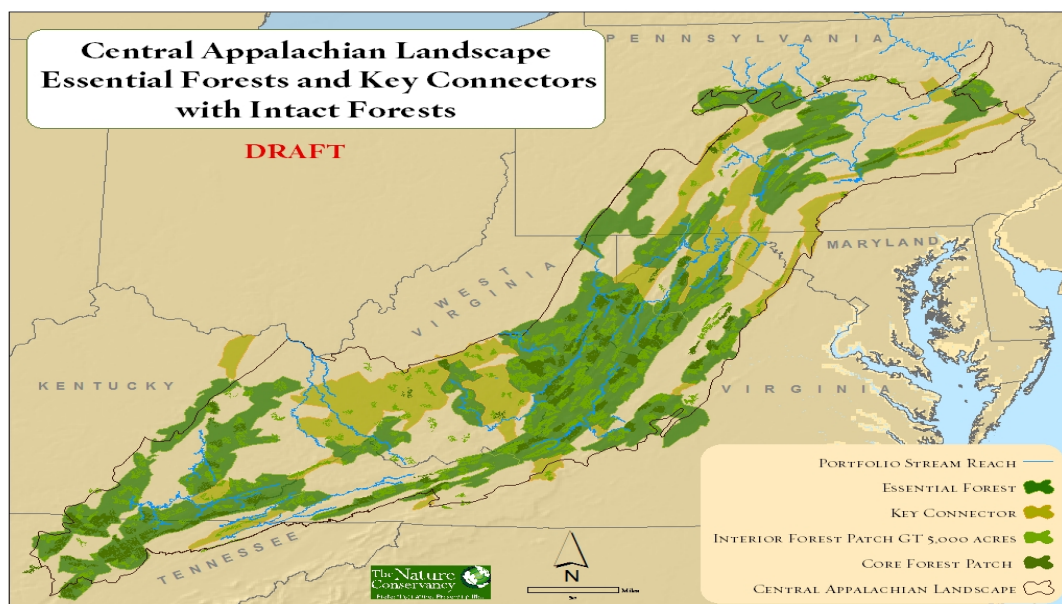 Central Appalachian Landscape
Essential Forests and Key Connectors
with Intact Forests
DRAFT
PENNSYLVANIA
MARYLAND
WEST
VIRGINIA
KENTUCKY
VIRGINIA
TENNESSEE
Portfolio Stream Reach
Essential Forest
Key Connector
Interior Forest Patch GT 5,000 acres
Core Forest Patch
Central Appalachian Landscape
N
Miles
The Nature
Conservancy